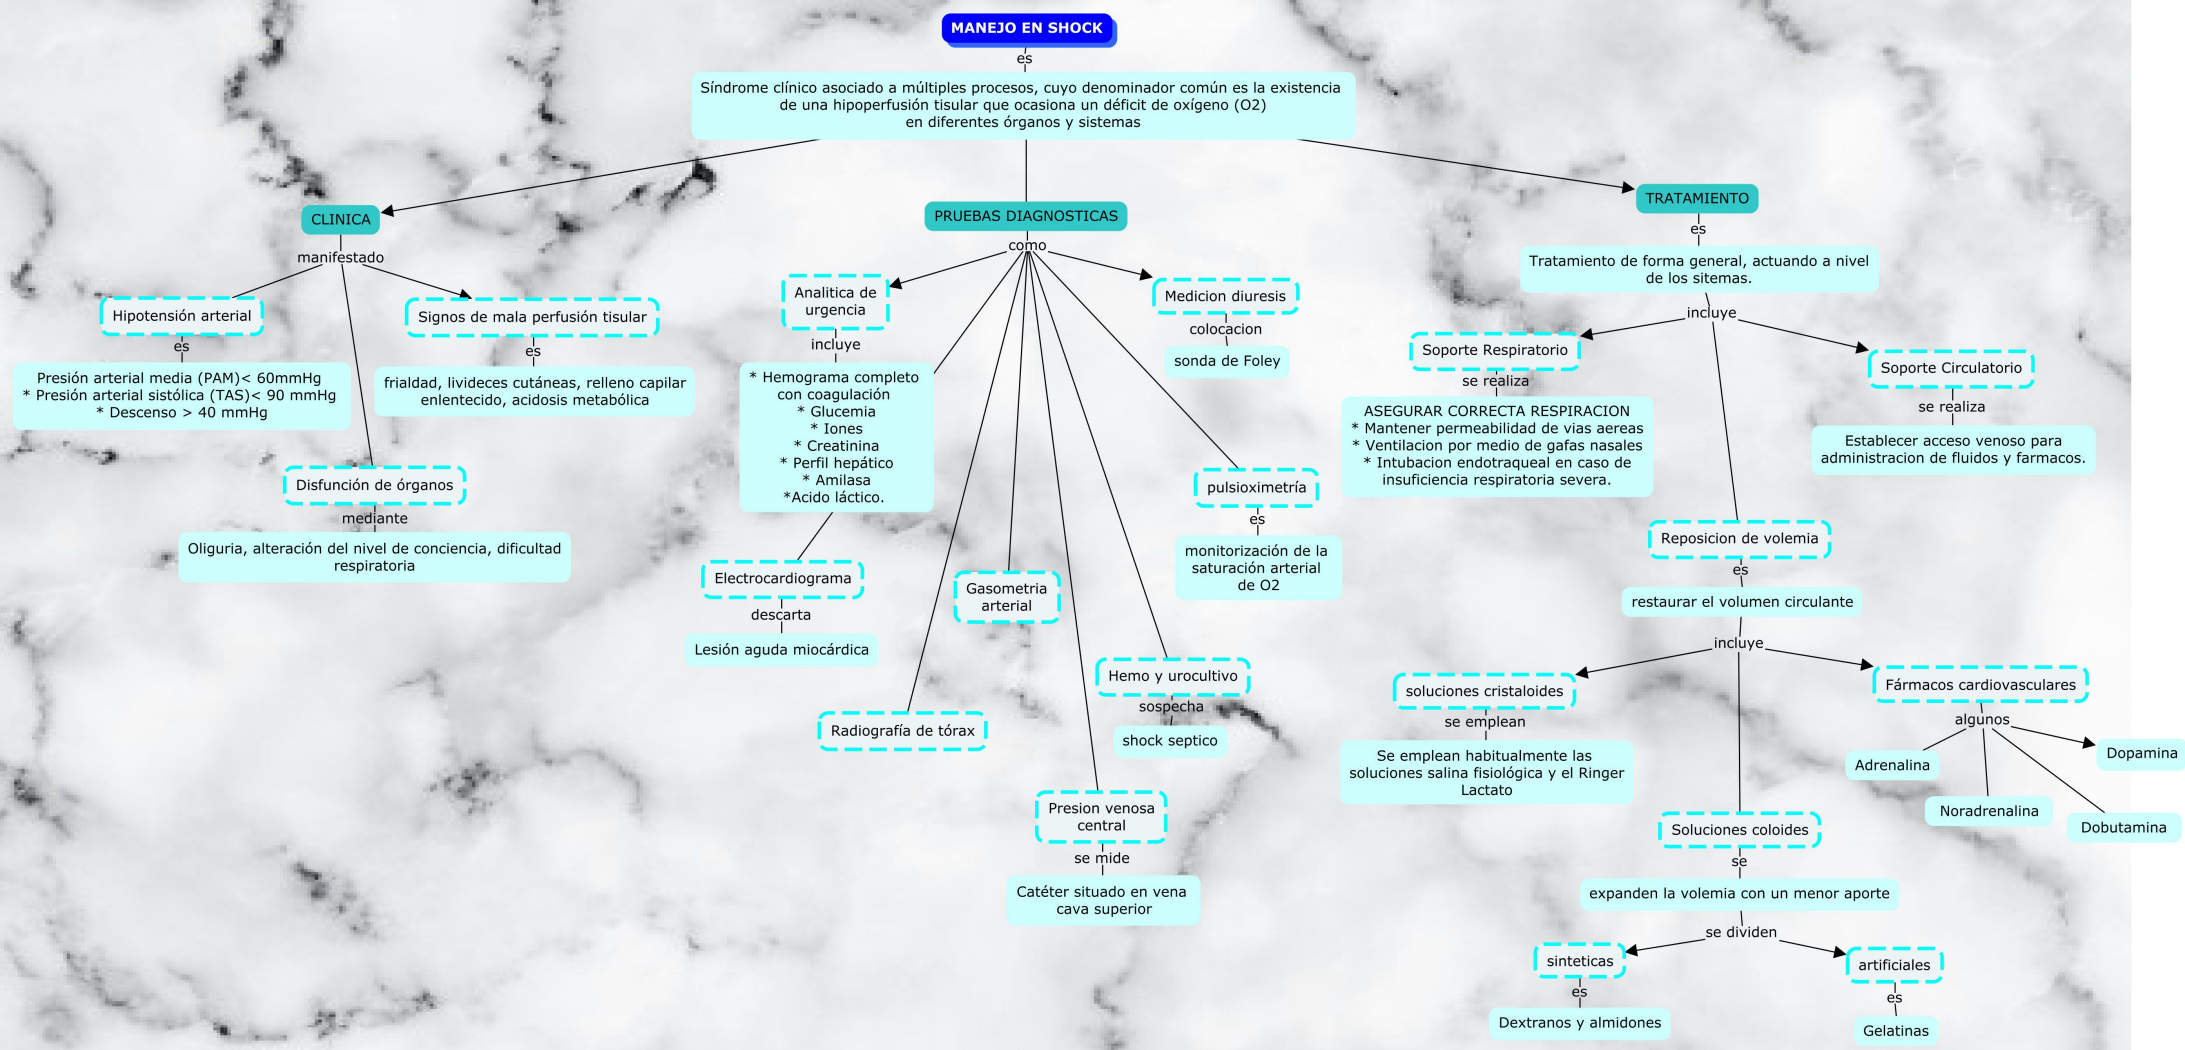 MANEJO EN SHOCK
es
Síndrome clínico asociado a múltiples procesos, cuyo denominador común es la existencia
de una hipoperfusión tisular que ocasiona un déficit de oxígeno (O2)
en diferentes órganos y sistemas
CLINICA
manifestado
Hipotensión arterial
es
Presión arterial media (PAM)< 60mmHg
* Presión arterial sistólica (TAS)< 90 mmHg
* Descenso > 40 mmHg
Signos de mala perfusión tisular
es
frialdad, livideces cutáneas, relleno capilar
enlentecido, acidosis metabólica
Disfunción de órganos
mediante
Oliguria, alteración del nivel de conciencia, dificultad
respiratoria
PRUEBAS DIAGNOSTICAS
como
Analitica de
urgencia
incluye
* Hemograma completo
con coagulación
* Glucemia
* Iones
* Creatinina
* Perfil hepático
* Amilasa
*Acido láctico.
Medicion diuresis
colocacion
sonda de Foley
pulsioximetría
es
monitorización de la
saturación arterial
de O2
Electrocardiograma
descarta
Lesión aguda miocárdica
Gasometria
arterial
Hemo y urocultivo
sospecha
shock septico
Radiografía de tórax
Presion venosa
central
se mide
Catéter situado en vena
cava superior
TRATAMIENTO
es
Tratamiento de forma general, actuando a nivel
de los sitemas.
incluye
Soporte Respiratorio
se realiza
ASEGURAR CORRECTA RESPIRACION
* Mantener permeabilidad de vias aereas
* Ventilacion por medio de gafas nasales
* Intubacion endotraqueal en caso de
insuficiencia respiratoria severa.
Soporte Circulatorio
se realiza
Establecer acceso venoso para
administracion de fluidos y farmacos.
Reposicion de volemia
es
restaurar el volumen circulante
incluye
soluciones cristaloides
se emplean
Se emplean habitualmente las
soluciones salina fisiológica y el Ringer
Lactato
Fármacos cardiovasculares
algunos
Adrenalina
Noradrenalina
Dobutamina
Dopamina
Soluciones coloides
se
expanden la volemia con un menor aporte
se dividen
sinteticas
es
Dextranos y almidones
artificiales
es
Gelatinas